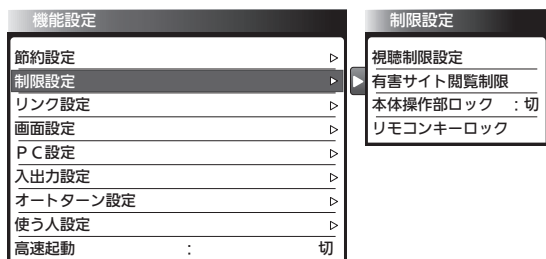 機能設定
節約設定
制限設定
リンク設定
画面設定
ＰＣ設定
入出力設定
オートターン設定
使う人設定
高速起動 : 切
制限設定
視聴制限設定
有害サイト閲覧制限
本体操作部ロック :切
リモコンキーロック